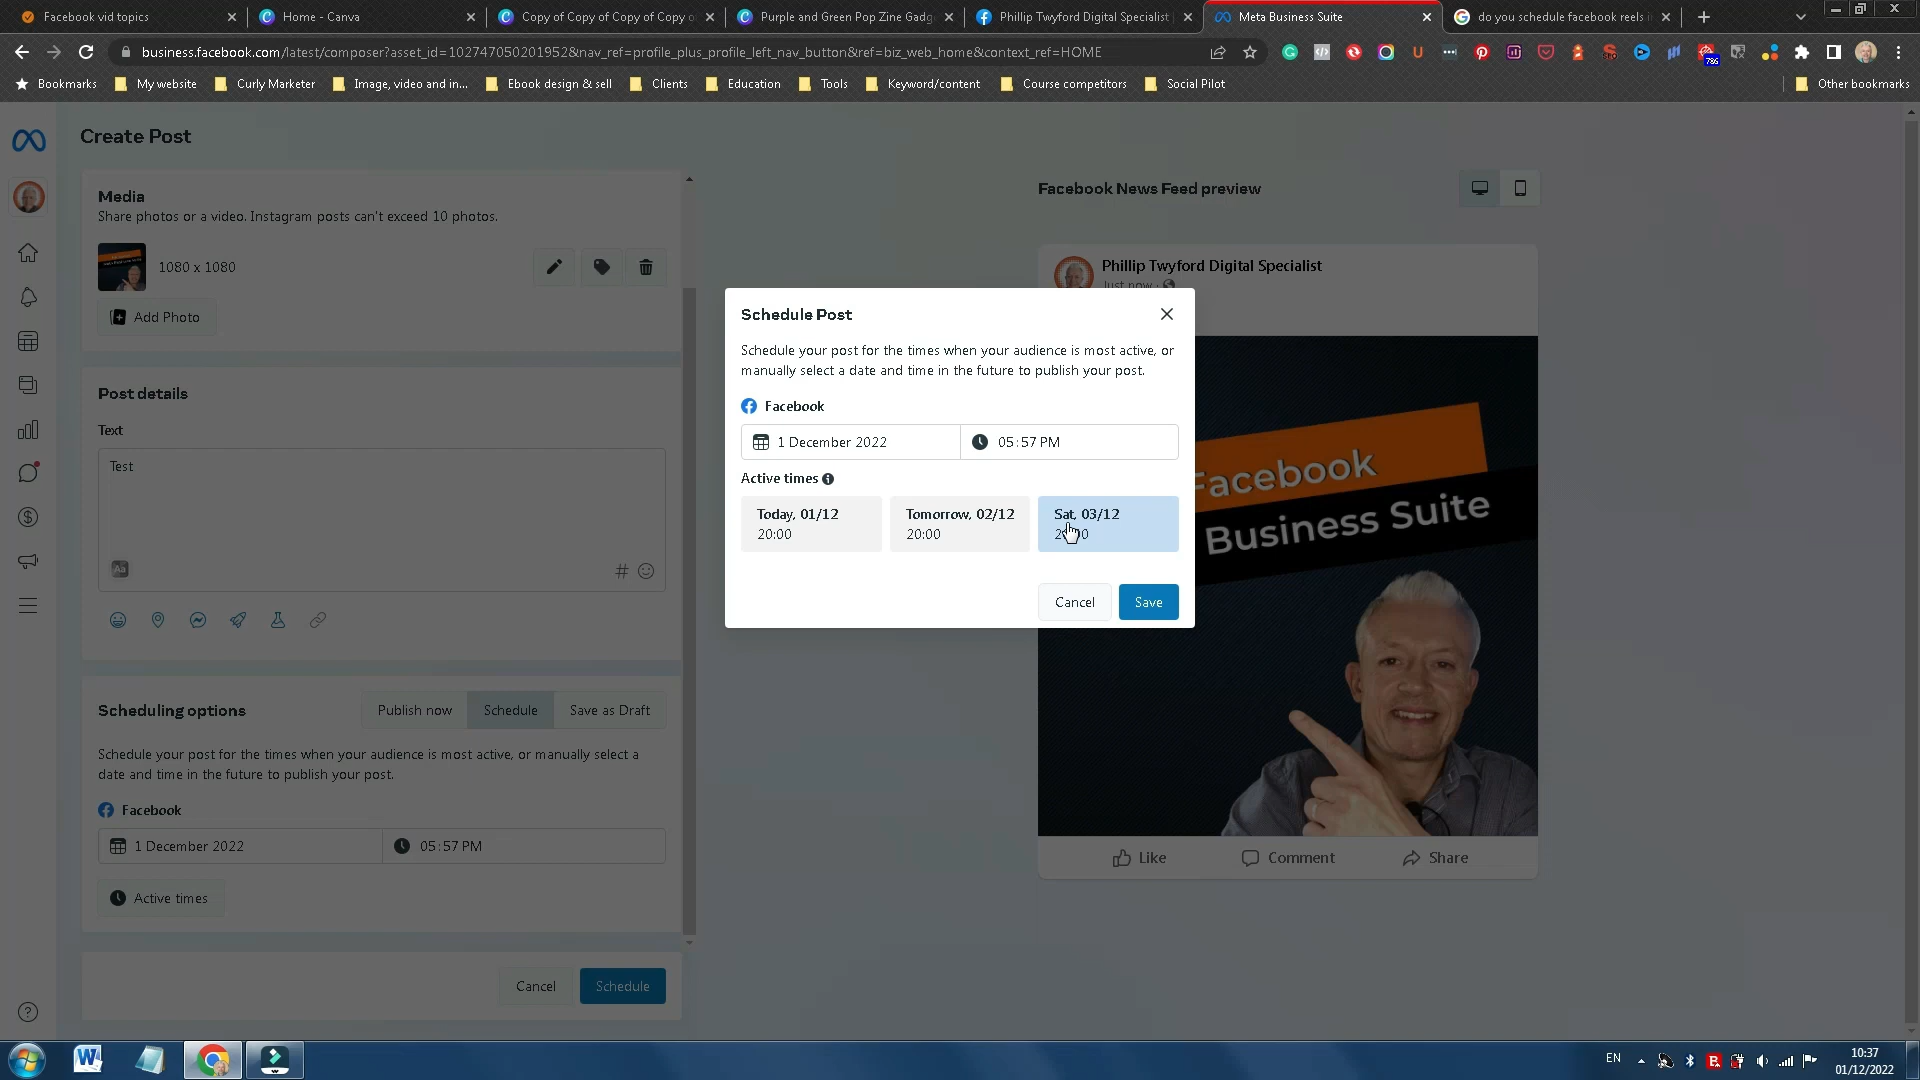 Facebook vid topics
Home - Canva
Copy of Copy of Copy of Copy o
Purple and Green Pop Zine Gadg
Phillip Twyford Digital Specialist
Meta Business Suite
do you schedule facebook reels i
business.facebook.com/latest/composer?asset_id=102747050201952&nav_ref=profile_plus_profile_left_nav_button&ref=biz_web_home&context_ref=HOME
786
Bookmarks
My website
Curly Marketer
Image, video and in...
Ebook design & sell
Clients
Education
Tools
Keyword/content
Course competitors
Social Pilot
Other bookmarks
Create Post
Media
Share photos or a video. Instagram posts can't exceed 10 photos.
1080 x 1080
Add Photo
Post details
Text
Test
Scheduling options
Publish now
Schedule
Save as Draft
Schedule your post for the times when your audience is most active, or manually select a
date and time in the future to publish your post.
Facebook
1 December 2022
05:57 PM
Active times
Cancel
Schedule
Schedule Post
Schedule your post for the times when your audience is most active, or
manually select a date and time in the future to publish your post.
Facebook
1 December 2022
05:57 PM
Active times
Today, 01/12
20:00
Tomorrow, 02/12
20:00
Sat, 03/12
Cancel
Save
Facebook News Feed preview
Phillip Twyford Digital Specialist
Just now
Facebook
Business Suite
Like
Comment
Share
EN
10:37
01/12/2022